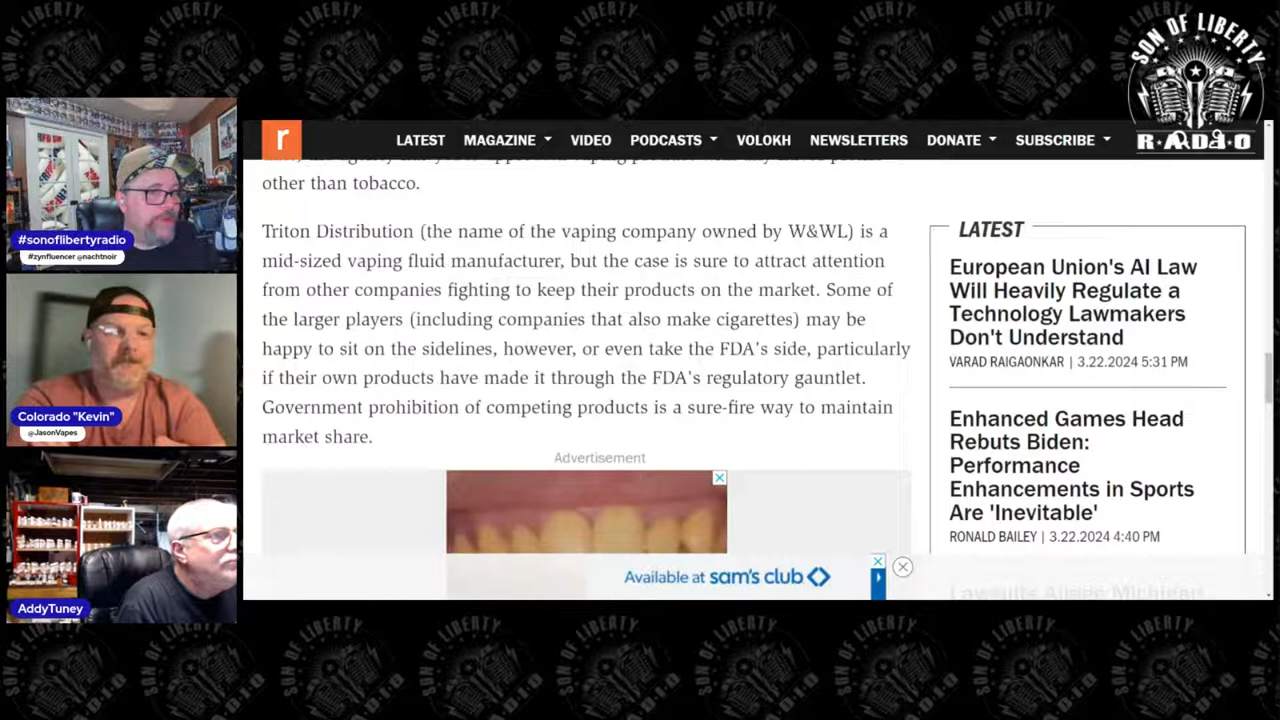 SON OF LIBERTY
RADIO
r
LATEST MAGAZINE VIDEO PODCASTS VOLOKH NEWSLETTERS DONATE SUBSCRIBE
other than tobacco.
Triton Distribution (the name of the vaping company owned by W&WL) is a
mid-sized vaping fluid manufacturer, but the case is sure to attract attention
from other companies fighting to keep their products on the market. Some of
the larger players (including companies that also make cigarettes) may be
happy to sit on the sidelines, however, or even take the FDA's side, particularly
if their own products have made it through the FDA's regulatory gauntlet.
Government prohibition of competing products is a sure-fire way to maintain
market share.
Advertisement
Available at sam's club
LATEST
European Union's AI Law
Will Heavily Regulate a
Technology Lawmakers
Don't Understand
VARAD RAIGAONKAR | 3.22.2024 5:31 PM
Enhanced Games Head
Rebuts Biden:
Performance
Enhancements in Sports
Are 'Inevitable'
RONALD BAILEY | 3.22.2024 4:40 PM
Lawsuits Allege Michigan
#sonoflibertyradio
#zynfluencer @nachtnoir
Colorado "Kevin"
@JasonVapes
AddyTuney